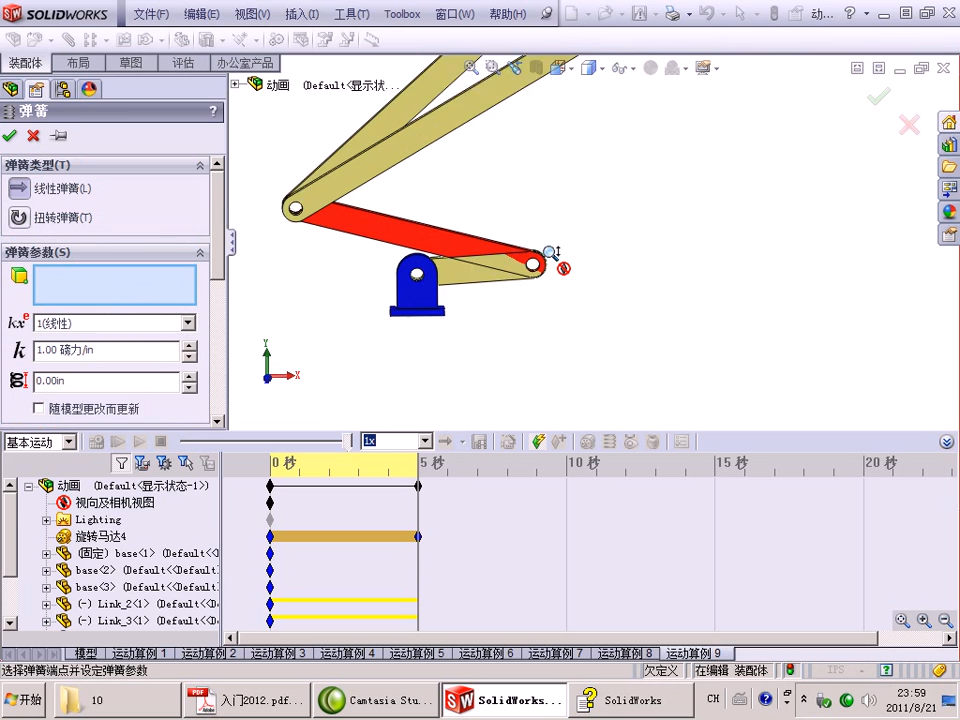 SOLIDWORKS 文件(F) 编辑(E) 视图(V) 插入(I) 工具(T) Toolbox 窗口(W) 帮助(H) 动... ?
装配体 布局 草图 评估 办公室产品
动画 (Default<显示状...
弹簧 ?
弹簧类型(T)
线性弹簧(L)
扭转弹簧(T)
弹簧参数(S)
kx^e 1(线性)
k 1.00 磅力/in
0.00in
随模型更改而更新
Y
X
基本运动 1x
0 秒 5 秒 10 秒 15 秒 20 秒
动画 (Default<显示状态-1>)
视向及相机视图
Lighting
旋转马达4
(固定) base<1> (Default<<D
base<2> (Default<<Default
base<3> (Default<<Default
(-) Link_2<1> (Default<<D
(-) Link_3<1> (Default<<D
模型 运动算例 1 运动算例 2 运动算例 3 运动算例 4 运动算例 5 运动算例 6 运动算例 7 运动算例 8 运动算例 9
选择弹簧端点并设定弹簧参数 欠定义 在编辑 装配体 IPS ?
开始 10 入门2012.pdf... Camtasia Stu... SolidWorks... SolidWorks CH 23:59
2011/8/21